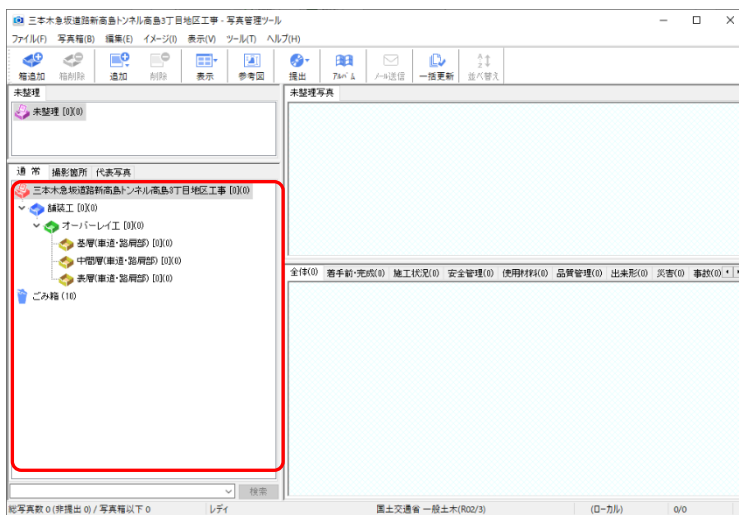 三本木急坂道路新高島トンネル高島3丁目地区工事 - 写真管理ツール
ファイル(F) 写真箱(B) 編集(E) イメージ(I) 表示(V) ツール(T) ヘルプ(H)
箱追加 箱削除 追加 削除 表示 参考図 提出 アルバム メール送信 一括更新 並べ替え
未整理
未整理 [0](0)
未整理写真
通 常 撮影箇所 代表写真
三本木急坂道路新高島トンネル高島3丁目地区工事 [0](0)
舗装工 [0](0)
オーバーレイ工 [0](0)
基層(車道・路肩部) [0](0)
中間層(車道・路肩部) [0](0)
表層(車道・路肩部) [0](0)
ごみ箱 (10)
全体(0) 着手前・完成(0) 施工状況(0) 安全管理(0) 使用材料(0) 品質管理(0) 出来形(0) 災害(0) 事故(0)
検索
総写真数 0 (非提出 0) / 写真箱以下 0 レディ 国土交通省 一般土木(R02/3) (ローカル) 0/0